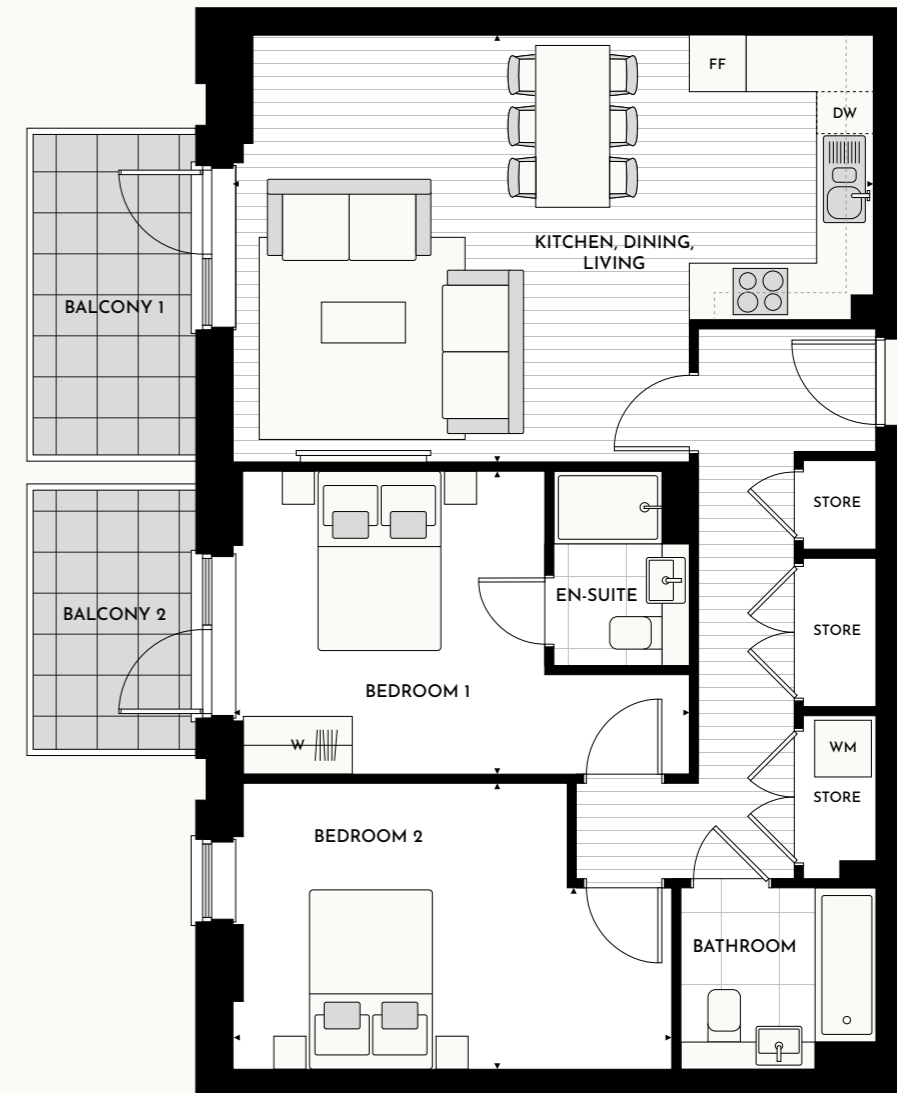 FF
DW
KITCHEN, DINING,
LIVING
BALCONY 1
STORE
EN-SUITE
BALCONY 2
STORE
BEDROOM 1
W
WM
STORE
BEDROOM 2
BATHROOM